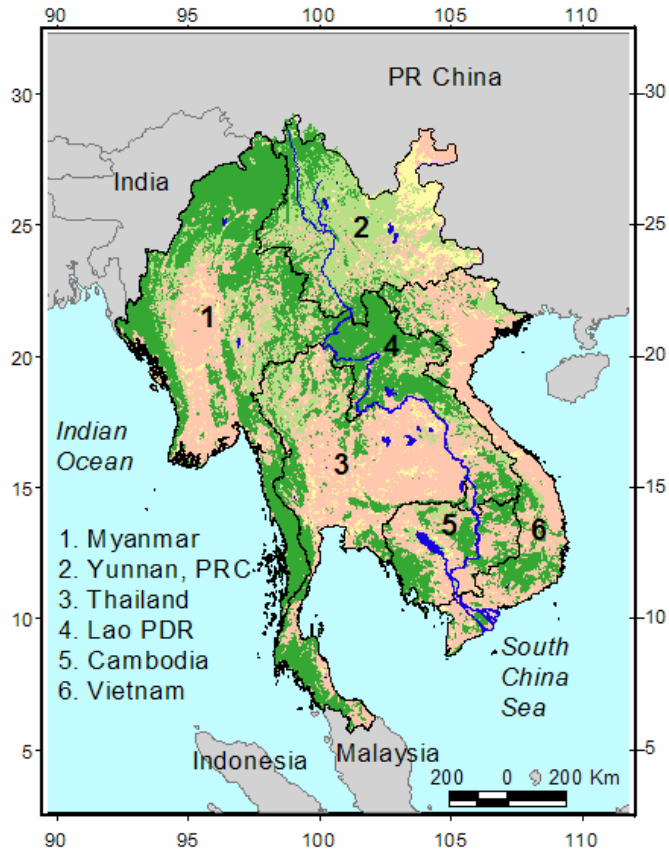 90 95 100 105 110
PR China
30 30
India
2
25 25
1
4
20 20
Indian
Ocean
3
15 15
5
6
1. Myanmar
2. Yunnan, PRC
3. Thailand
4. Lao PDR
5. Cambodia
6. Vietnam
10 10
South
China
Sea
5 5
Indonesia
Malaysia
200 0 200 Km
90 95 100 105 110